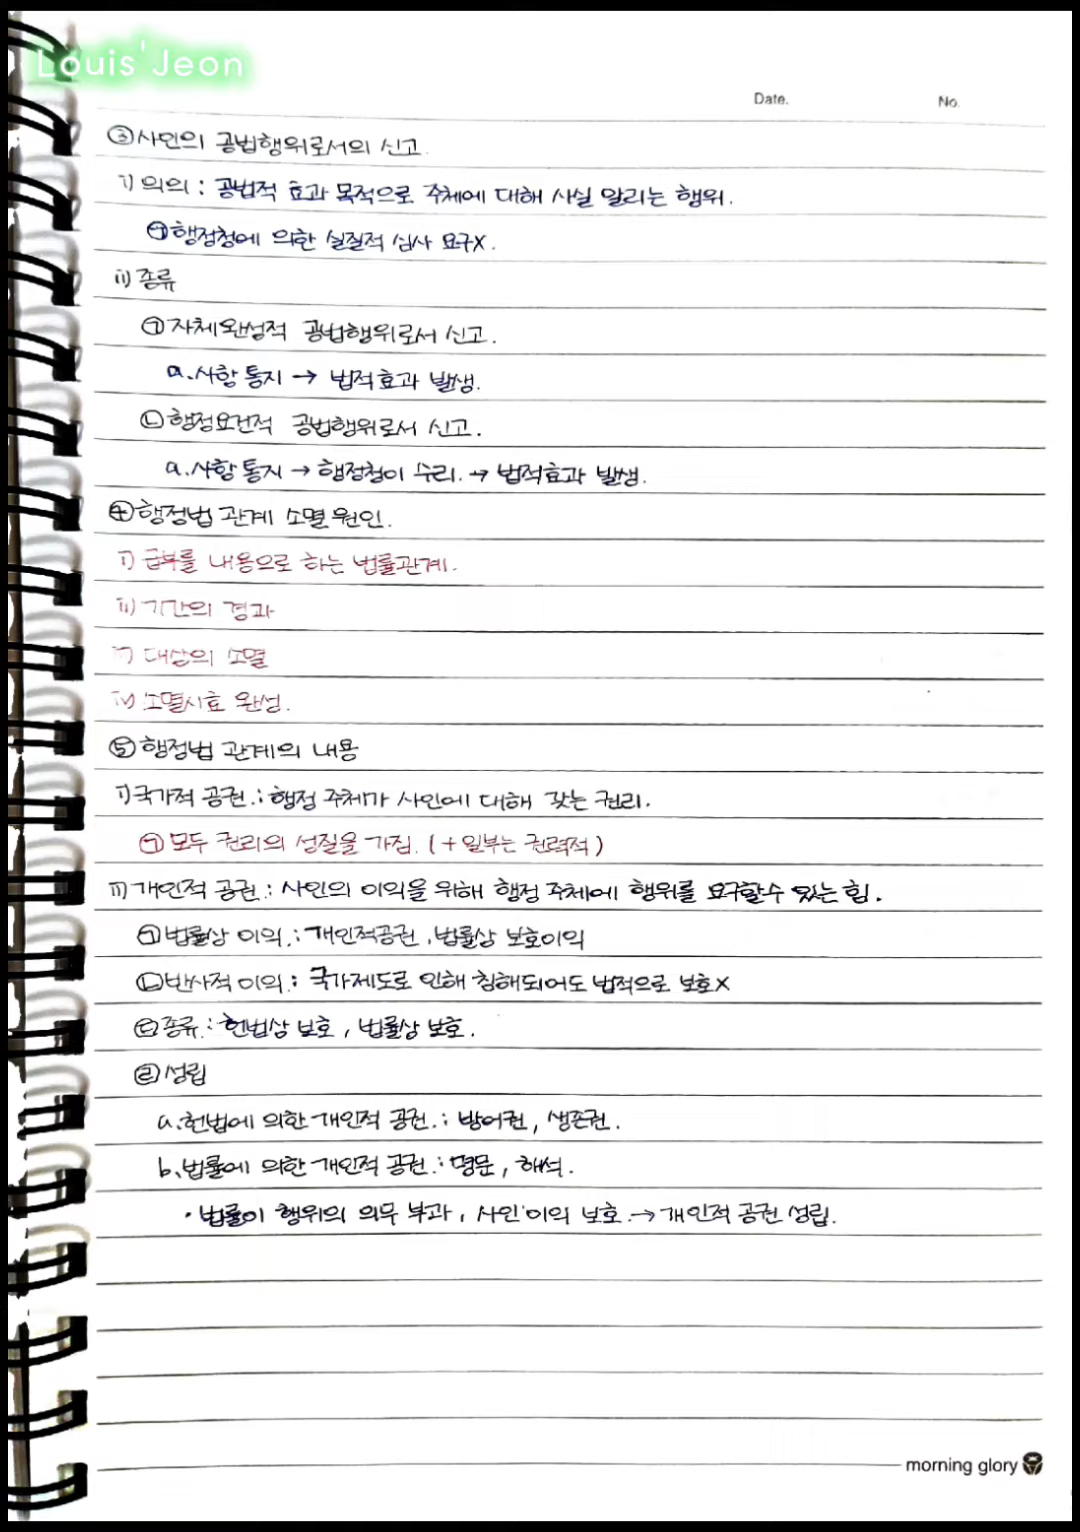 Louis'Jeon
Date. No.
③사인의 공법행위로서의 신고.
i) 의의 : 공법적 효과 목적으로 주체에 대해 사실 알리는 행위.
㉠행정청에 의한 실질적 심사 요구X.
ii) 종류
㉠자체완성적 공법행위로서 신고.
a.사항 통지 → 법적효과 발생.
㉡행정요건적 공법행위로서 신고.
a.사항 통지 → 행정청이 수리. → 법적효과 발생.
④행정법 관계 소멸원인.
i) 급부를 내용으로 하는 법률관계.
ii) 기간의 경과
대상의 소멸
iv) 소멸시효 완성.
⑤행정법 관계의 내용
i) 국가적 공권.: 행정 주체가 사인에 대해 갖는 권리.
㉠모두 권리의 성질을 가짐. (+ 일부는 권력적)
ii) 개인적 공권.: 사인의 이익을 위해 행정 주체에 행위를 요구할수 있는 힘.
㉠법률상 이익.: 개인적공권, 법률상 보호이익
㉡반사적 이익.: 국가제도로 인해 침해되어도 법적으로 보호X
㉢종류.: 헌법상 보호, 법률상 보호.
㉣성립
a.헌법에 의한 개인적 공권.: 방어권, 생존권.
b.법률에 의한 개인적 공권.: 명문, 해석.
·법률이 행위의 의무 부과, 사인 이익 보호.→ 개인적 공권 성립.
morning glory